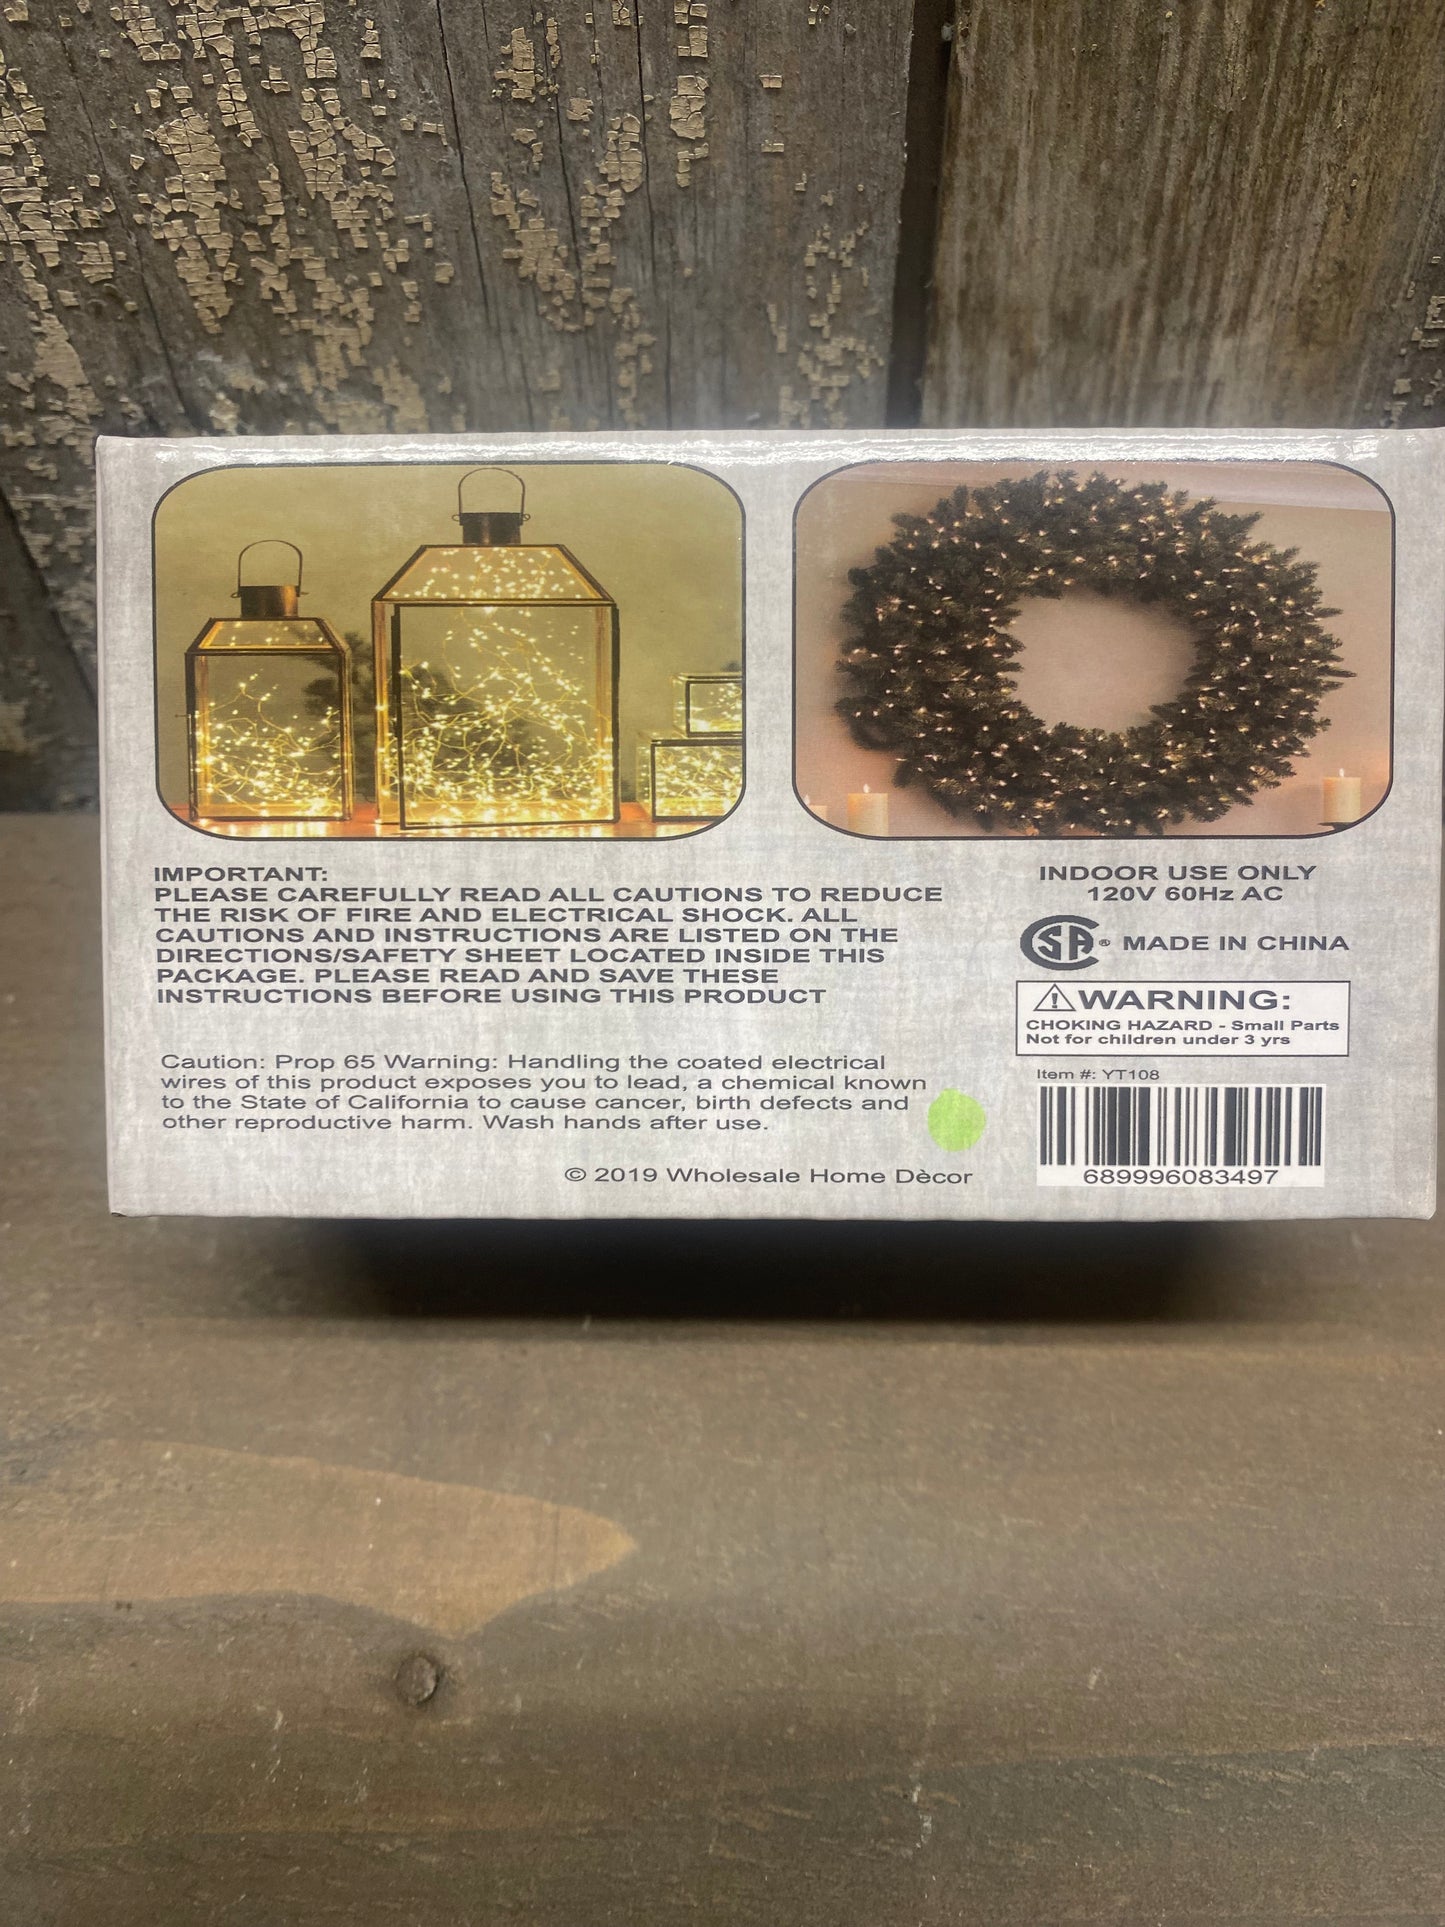 IMPORTANT:
PLEASE CAREFULLY READ ALL CAUTIONS TO REDUCE
THE RISK OF FIRE AND ELECTRICAL SHOCK. ALL
CAUTIONS AND INSTRUCTIONS ARE LISTED ON THE
DIRECTIONS/SAFETY SHEET LOCATED INSIDE THIS
PACKAGE. PLEASE READ AND SAVE THESE
INSTRUCTIONS BEFORE USING THIS PRODUCT
Caution: Prop 65 Warning: Handling the coated electrical
wires of this product exposes you to lead, a chemical known
to the State of California to cause cancer, birth defects and
other reproductive harm. Wash hands after use.
© 2019 Wholesale Home Dècor
INDOOR USE ONLY
120V 60Hz AC
SA® MADE IN CHINA
WARNING:
CHOKING HAZARD - Small Parts
Not for children under 3 yrs
Item #: YT108
689996083497